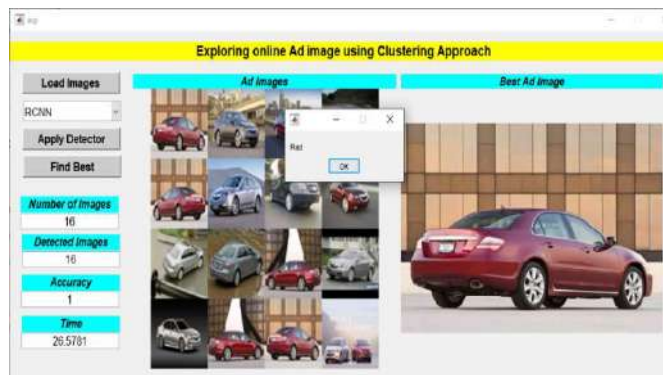 Exploring online Ad image using Clustering Approach
Load Images
Ad Images
Best Ad Image
RCNN
Apply Detector
Find Best
Red
OK
Number of Images
16
Detected Images
16
Accuracy
1
Time
26.5781